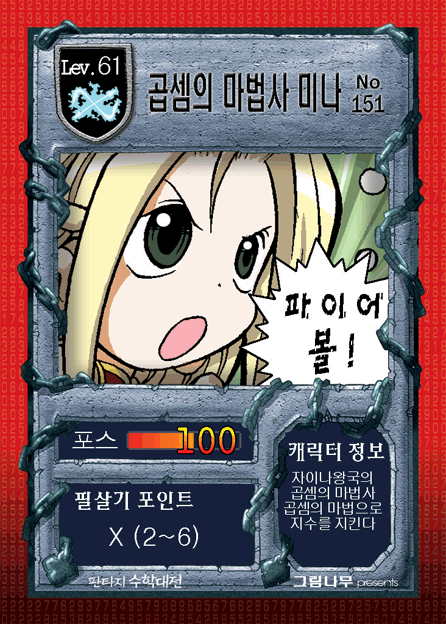 Lev.61
곱셈의 마법사 미나
No
151
파이어
볼!
포스 100
필살기 포인트
X (2~6)
캐릭터 정보
자이나왕국의
곱셈의 마법사
곱셈의 마법으로
지수를 지킨다
판타지 수학대전
그림나무 presents